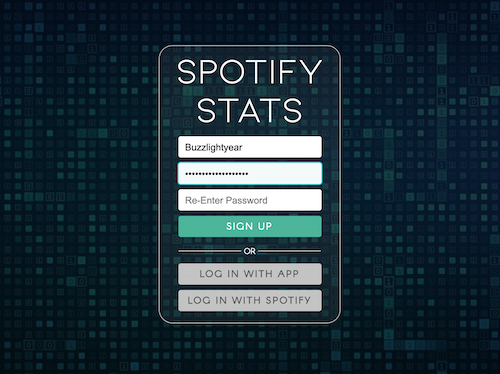 SPOTIFY
STATS
Buzzlightyear
•••••••••••••••••••
Re-Enter Password
SIGN UP
OR
LOG IN WITH APP
LOG IN WITH SPOTIFY